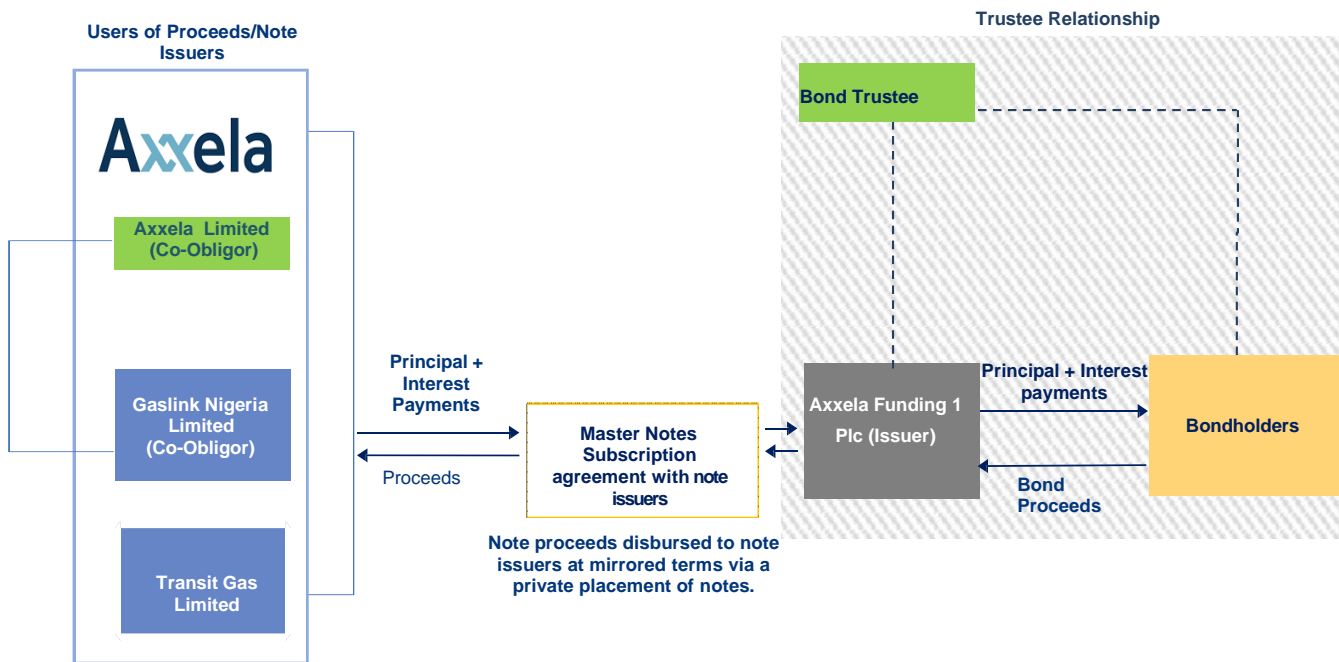 Users of Proceeds/Note
Issuers
Axxela
Axxela Limited
(Co-Obligor)
Gaslink Nigeria
Limited
(Co-Obligor)
Transit Gas
Limited
Principal +
Interest
Payments
Proceeds
Master Notes
Subscription
agreement with note
issuers
Note proceeds disbursed to note
issuers at mirrored terms via a
private placement of notes.
Trustee Relationship
Bond Trustee
Axxela Funding 1
Plc (Issuer)
Principal + Interest
payments
Bond
Proceeds
Bondholders